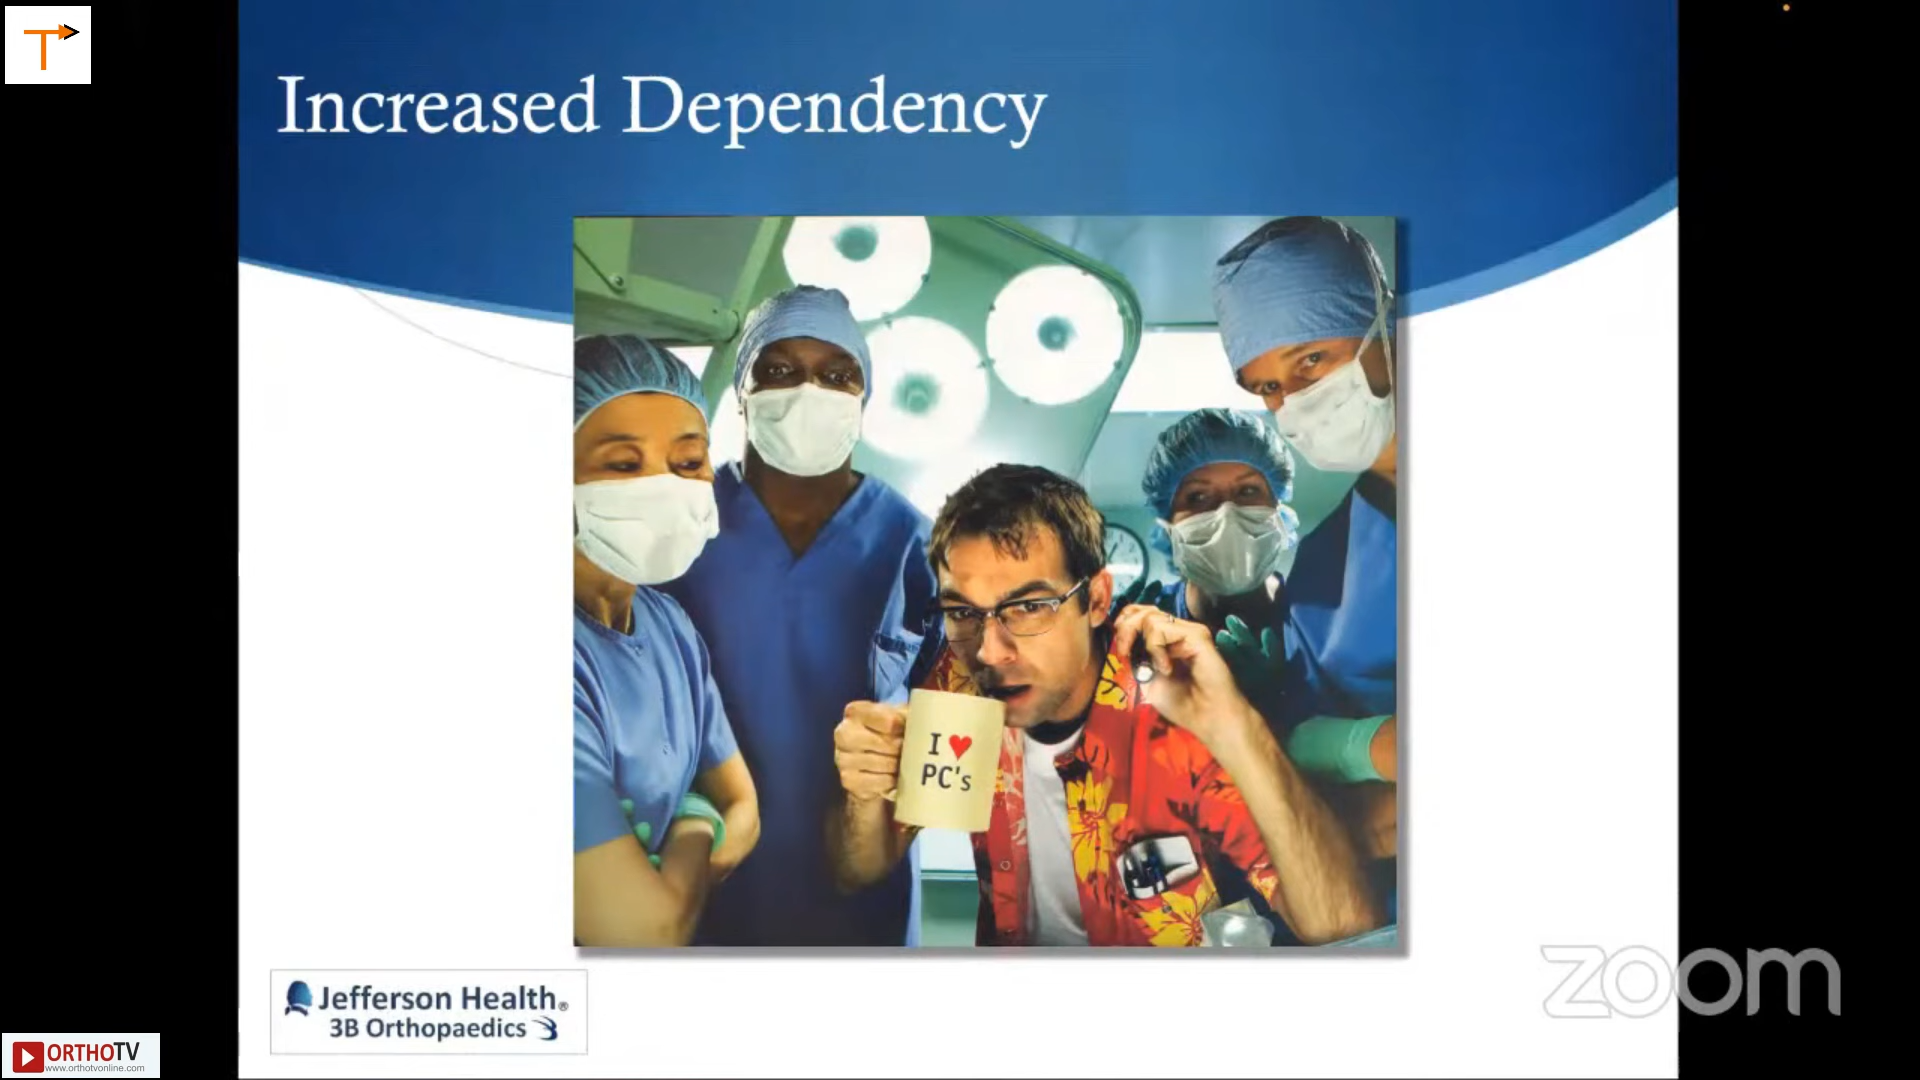 T
Increased Dependency
I ♥
PC's
Jefferson Health®
3B Orthopaedics
zoom
ORTHOTV
www.orthotvonline.com